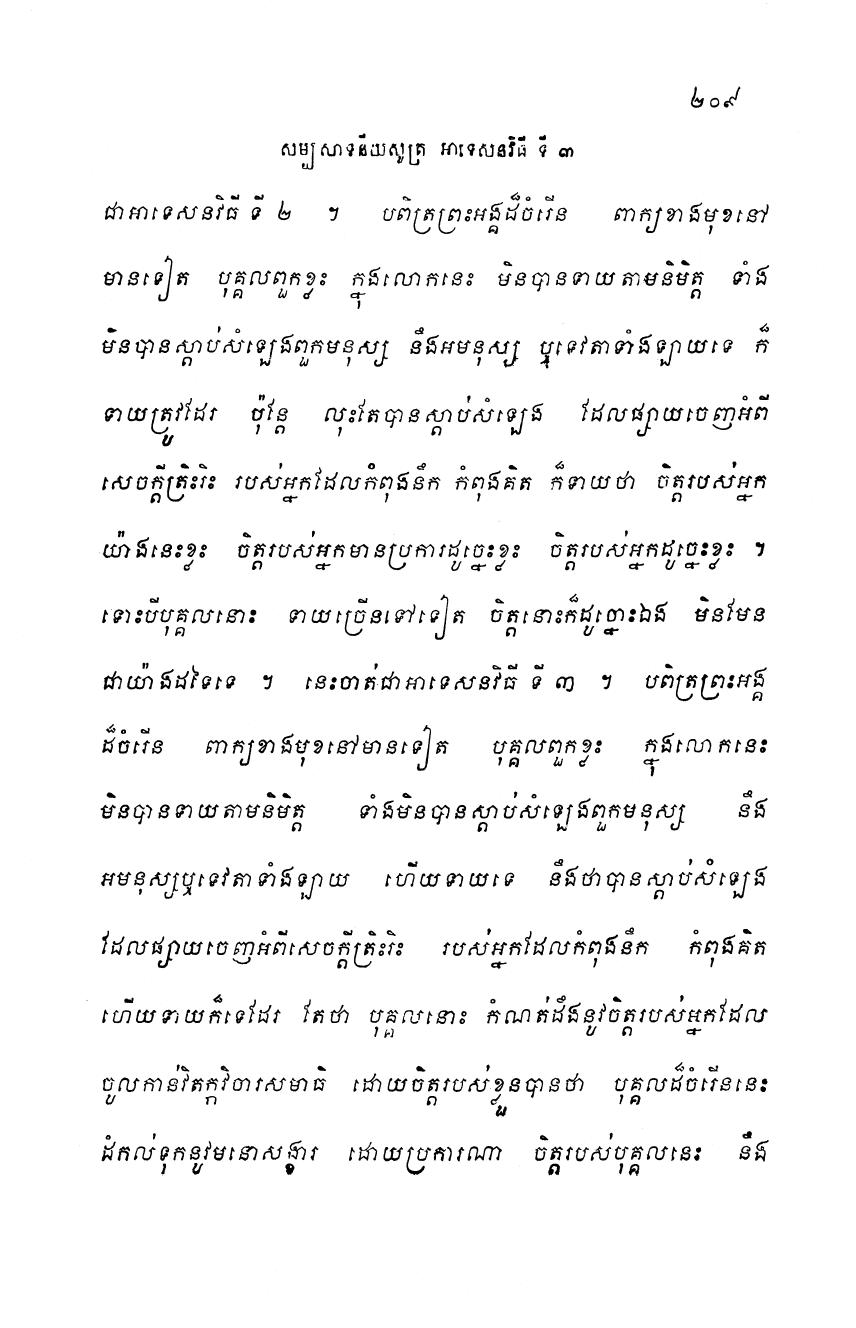 ២០៩
សម្បសាទនីយសូត្រ អាទេសនវិធី ទី ៣
ជាអាទេសនវិធី ទី ២ ។ បពិត្រព្រះអង្គដ៏ចំរើន ពាក្យខាងមុខនៅ
មានទៀត បុគ្គលពួកខ្លះ ក្នុងលោកនេះ មិនបានទាយតាមនិមិត្ត ទាំង
មិនបានស្តាប់សំឡេងពួកមនុស្ស នឹងអមនុស្ស ឬទេវតាទាំងឡាយទេ ក៏
ទាយត្រូវដែរ ប៉ុន្តែ លុះតែបានស្តាប់សំឡេង ដែលផ្សាយចេញអំពី
សេចក្តីត្រិះរិះ របស់អ្នកដែលកំពុងនឹក កំពុងគិត ក៏ទាយថា ចិត្តរបស់អ្នក
យ៉ាងនេះខ្លះ ចិត្តរបស់អ្នកមានប្រការដូច្នេះខ្លះ ចិត្តរបស់អ្នកដូច្នេះខ្លះ ។
ទោះបីបុគ្គលនោះ ទាយច្រើនទៅទៀត ចិត្តនោះក៏ដូច្នោះឯង មិនមែន
ជាយ៉ាងដទៃទេ ។ នេះចាត់ជាអាទេសនវិធី ទី ៣ ។ បពិត្រព្រះអង្គ
ដ៏ចំរើន ពាក្យខាងមុខនៅមានទៀត បុគ្គលពួកខ្លះ ក្នុងលោកនេះ
មិនបានទាយតាមនិមិត្ត ទាំងមិនបានស្តាប់សំឡេងពួកមនុស្ស នឹង
អមនុស្សឬទេវតាទាំងឡាយ ហើយទាយទេ នឹងថាបានស្តាប់សំឡេង
ដែលផ្សាយចេញអំពីសេចក្តីត្រិះរិះ របស់អ្នកដែលកំពុងនឹក កំពុងគិត
ហើយទាយក៏ទេដែរ តែថា បុគ្គលនោះ កំណត់ដឹងនូវចិត្តរបស់អ្នកដែល
ចូលកាន់វិតក្កវិចារសមាធិ ដោយចិត្តរបស់ខ្លួនបានថា បុគ្គលដ៏ចំរើននេះ
ដំកល់ទុកនូវមនោសង្ខារ ដោយប្រការណា ចិត្តរបស់បុគ្គលនេះ នឹង